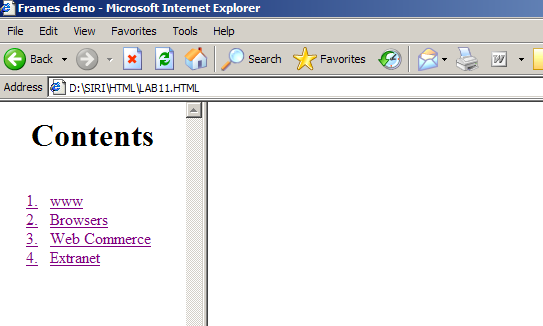 Frames demo - Microsoft Internet Explorer
File Edit View Favorites Tools Help
Back Search Favorites W
Address D:\SIRI\HTML\LAB11.HTML
Contents
1. www
2. Browsers
3. Web Commerce
4. Extranet